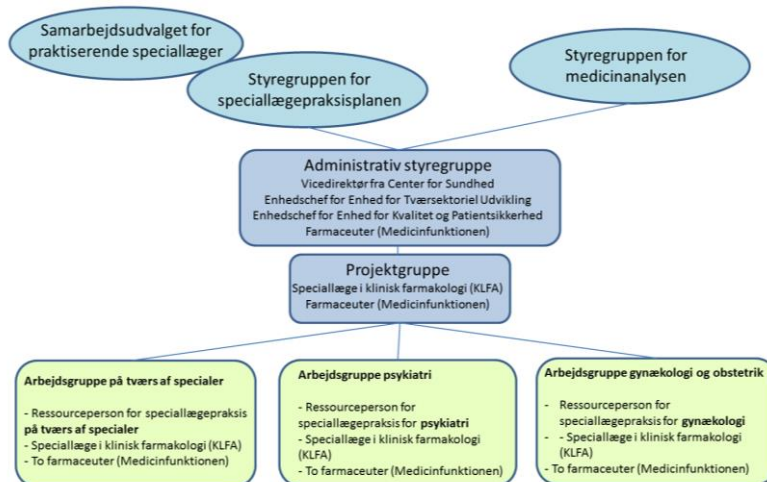 Samarbejdsudvalget for
praktiserende speciallæger
Styregruppen for
speciallægepraksisplanen
Styregruppen for
medicinanalysen
Administrativ styregruppe
Vicedirektør fra Center for Sundhed
Enhedschef for Enhed for Tværsektoriel Udvikling
Enhedschef for Enhed for Kvalitet og Patientsikkerhed
Farmaceuter (Medicinfunktionen)
Projektgruppe
Speciallæge i klinisk farmakologi (KLFA)
Farmaceuter (Medicinfunktionen)
Arbejdsgruppe på tværs af specialer
- Ressourceperson for speciallægepraksis
på tværs af specialer
- Speciallæge i klinisk farmakologi (KLFA)
- To farmaceuter (Medicinfunktionen)
Arbejdsgruppe psykiatri
- Ressourceperson for
speciallægepraksis for psykiatri
- Speciallæge i klinisk farmakologi
(KLFA)
- To farmaceuter (Medicinfunktionen)
Arbejdsgruppe gynækologi og obstetrik
- Ressourceperson for
speciallægepraksis for gynækologi
- - Speciallæge i klinisk farmakologi
(KLFA)
- To farmaceuter (Medicinfunktionen)